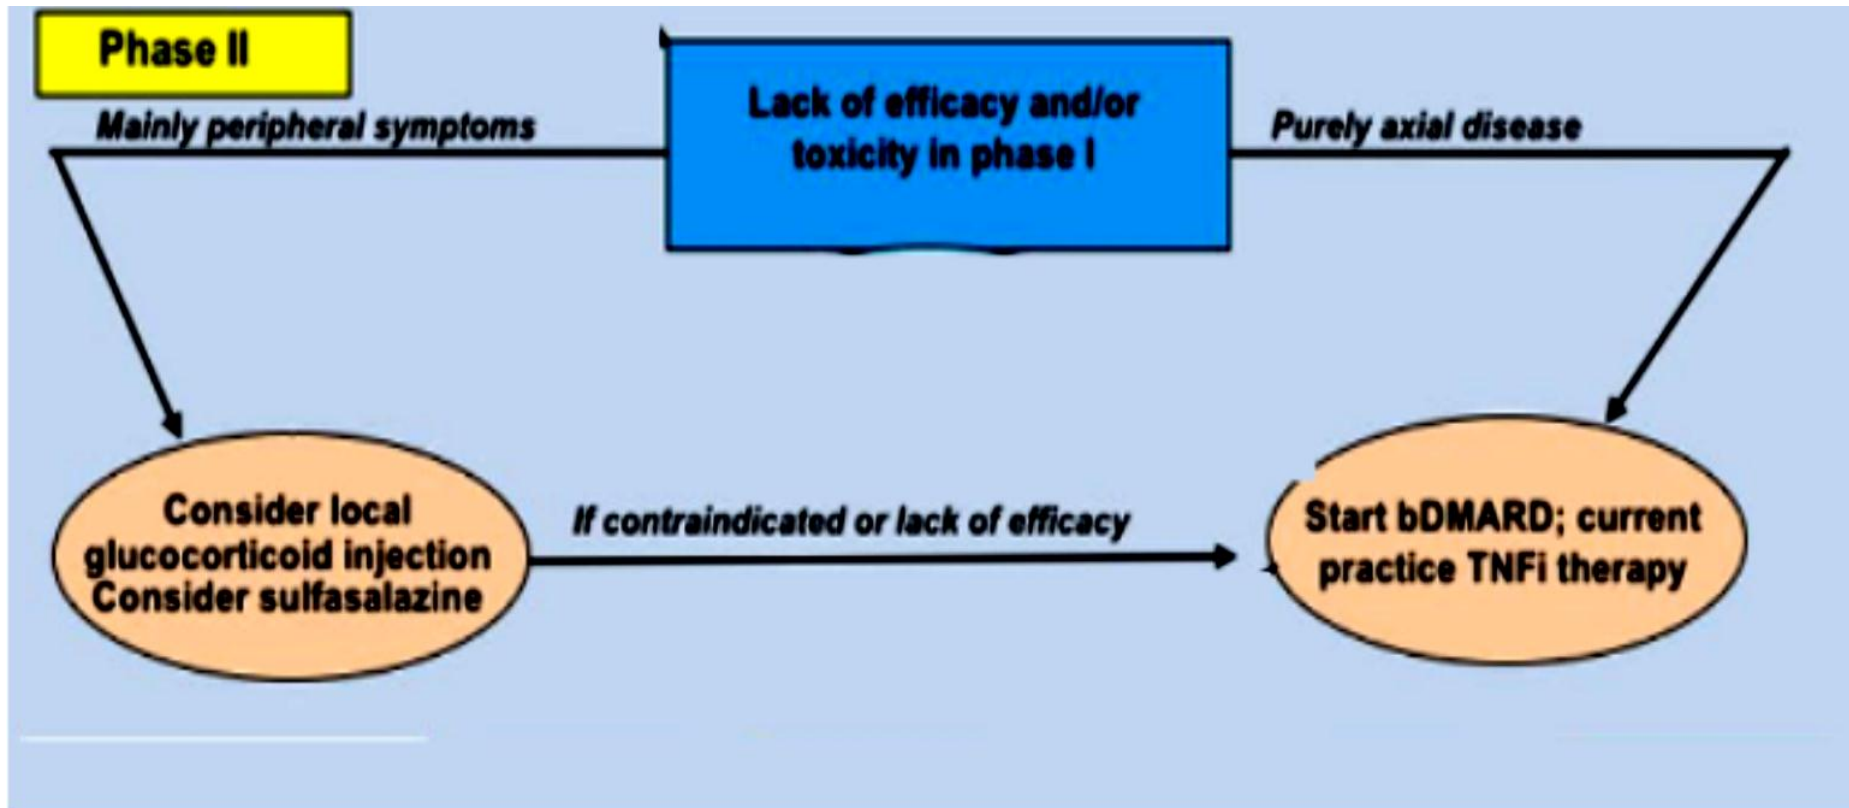 Phase II
Mainly peripheral symptoms
Lack of efficacy and/or
toxicity in phase I
Purely axial disease
Consider local
glucocorticoid injection
Consider sulfasalazine
If contraindicated or lack of efficacy
Start bDMARD; current
practice TNFi therapy